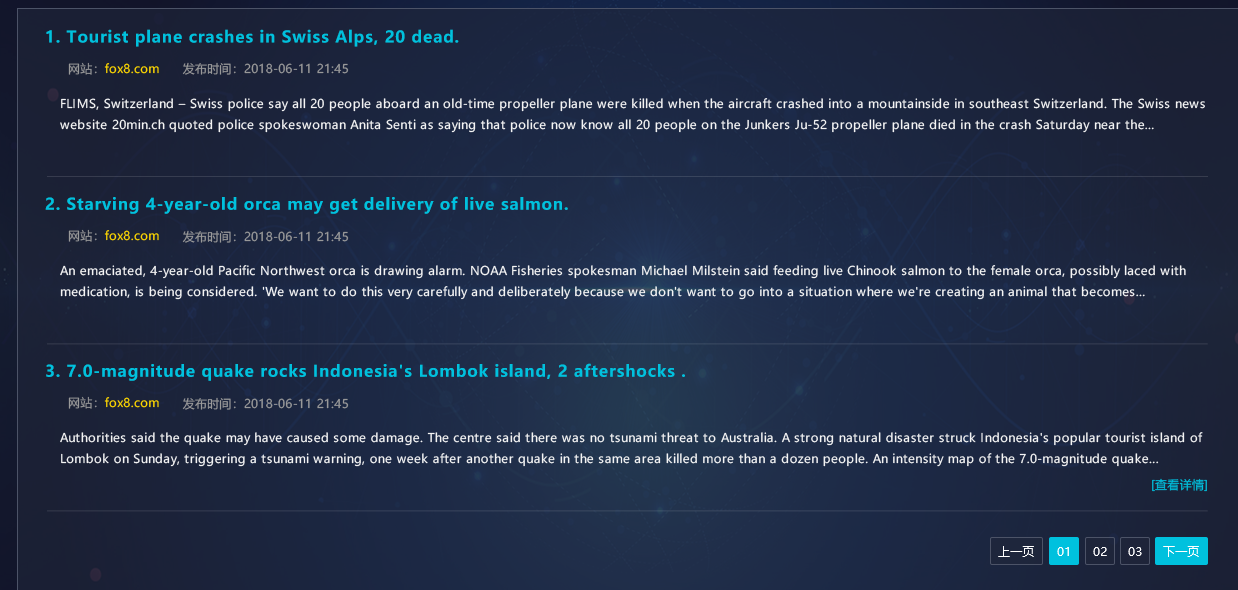 1. Tourist plane crashes in Swiss Alps, 20 dead.
网站：fox8.com 发布时间：2018-06-11 21:45
FLIMS, Switzerland – Swiss police say all 20 people aboard an old-time propeller plane were killed when the aircraft crashed into a mountainside in southeast Switzerland. The Swiss news
website 20min.ch quoted police spokeswoman Anita Senti as saying that police now know all 20 people on the Junkers Ju-52 propeller plane died in the crash Saturday near the...
2. Starving 4-year-old orca may get delivery of live salmon.
网站：fox8.com 发布时间：2018-06-11 21:45
An emaciated, 4-year-old Pacific Northwest orca is drawing alarm. NOAA Fisheries spokesman Michael Milstein said feeding live Chinook salmon to the female orca, possibly laced with
medication, is being considered. 'We want to do this very carefully and deliberately because we don't want to go into a situation where we're creating an animal that becomes...
3. 7.0-magnitude quake rocks Indonesia's Lombok island, 2 aftershocks .
网站：fox8.com 发布时间：2018-06-11 21:45
Authorities said the quake may have caused some damage. The centre said there was no tsunami threat to Australia. A strong natural disaster struck Indonesia's popular tourist island of
Lombok on Sunday, triggering a tsunami warning, one week after another quake in the same area killed more than a dozen people. An intensity map of the 7.0-magnitude quake...
[查看详情]
上一页 01 02 03 下一页